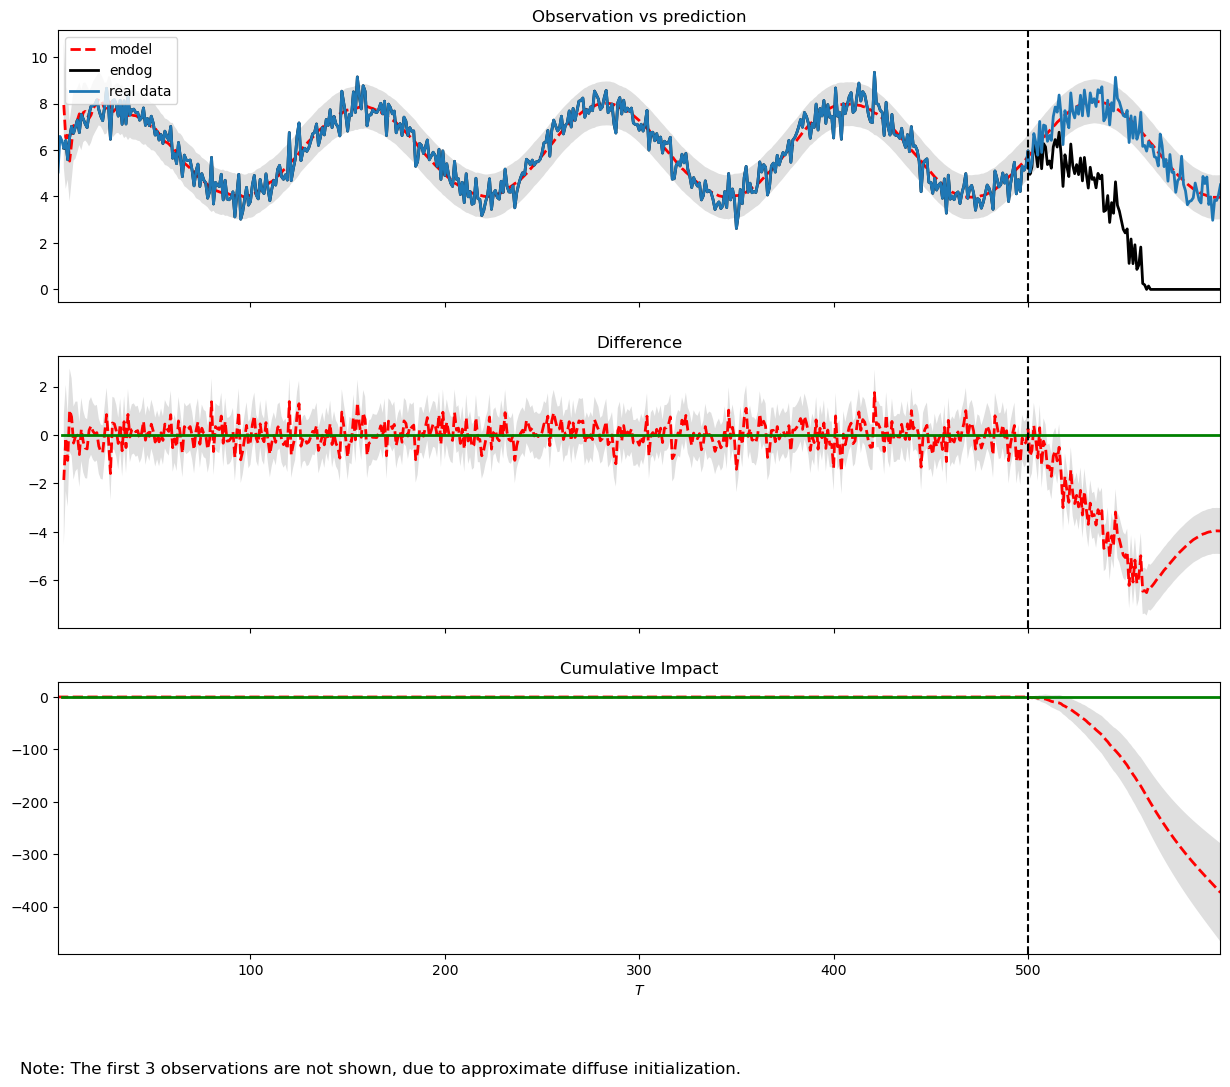 Observation vs prediction
model
endog
real data
10
8
6
4
2
0
Difference
2
0
−2
−4
−6
Cumulative Impact
0
−100
−200
−300
−400
100 200 300 400 500
T
Note: The first 3 observations are not shown, due to approximate diffuse initialization.